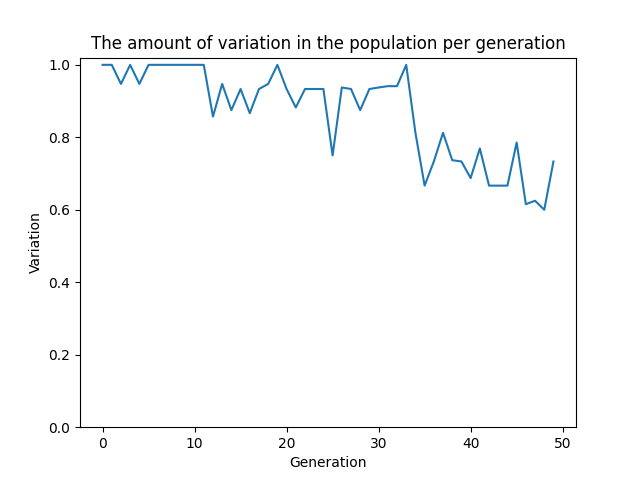 The amount of variation in the population per generation
1.0
0.8
0.6
0.4
0.2
0.0
Variation
0 10 20 30 40 50
Generation